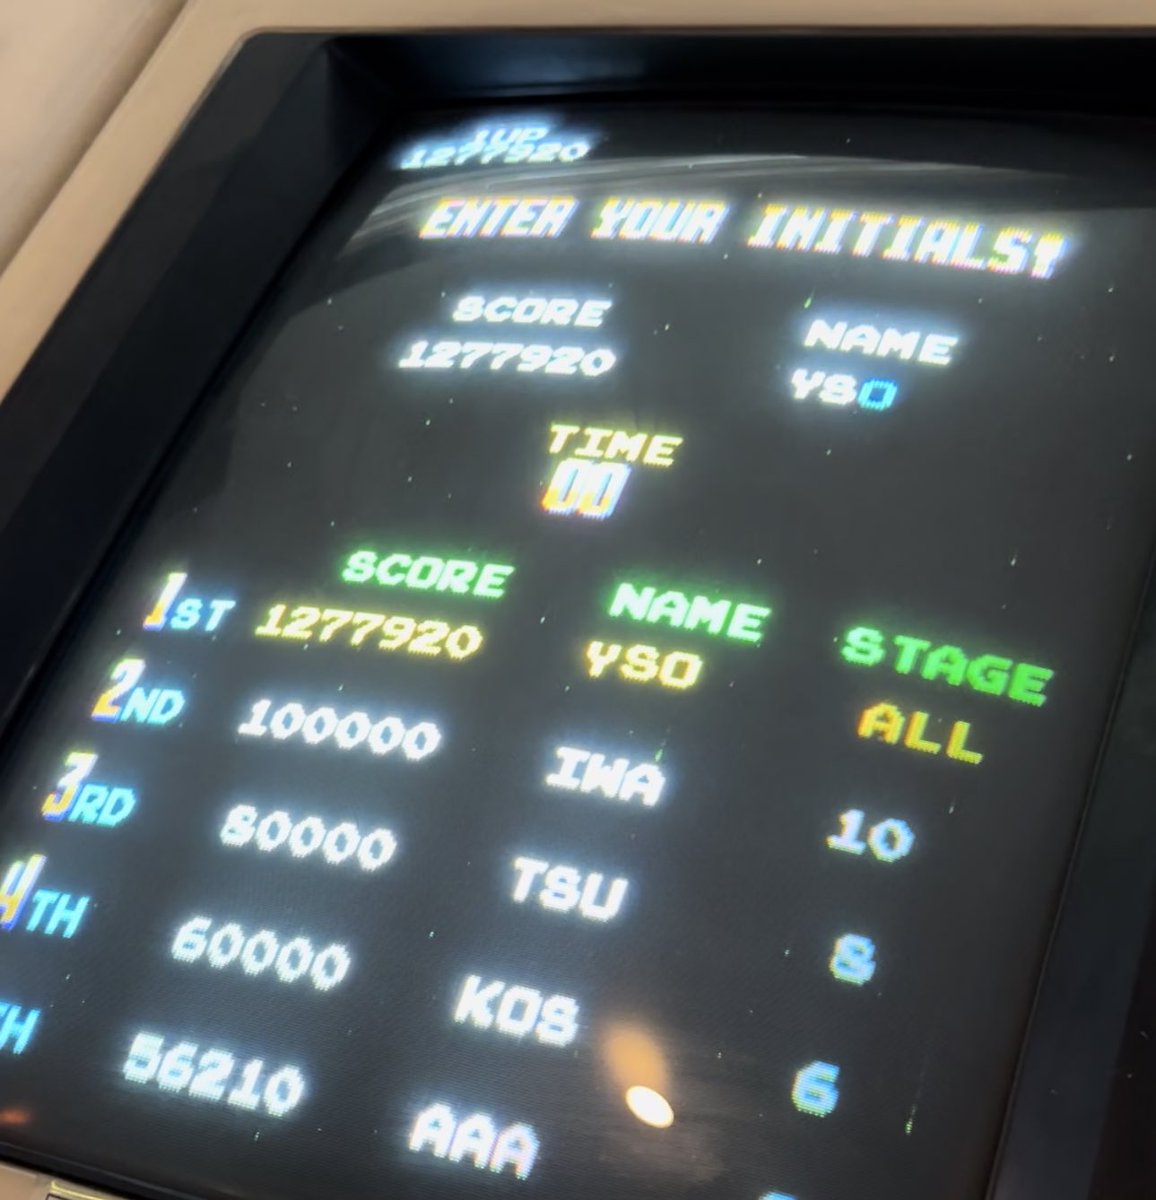 1UP
1277920
ENTER YOUR INITIALS!
SCORE NAME
1277920 YSO
TIME
00
SCORE NAME STAGE
1ST 1277920 YSO ALL
2ND 100000 IWA 10
3RD 80000 TSU 8
4TH 60000 KOS 6
TH 56210 AAA